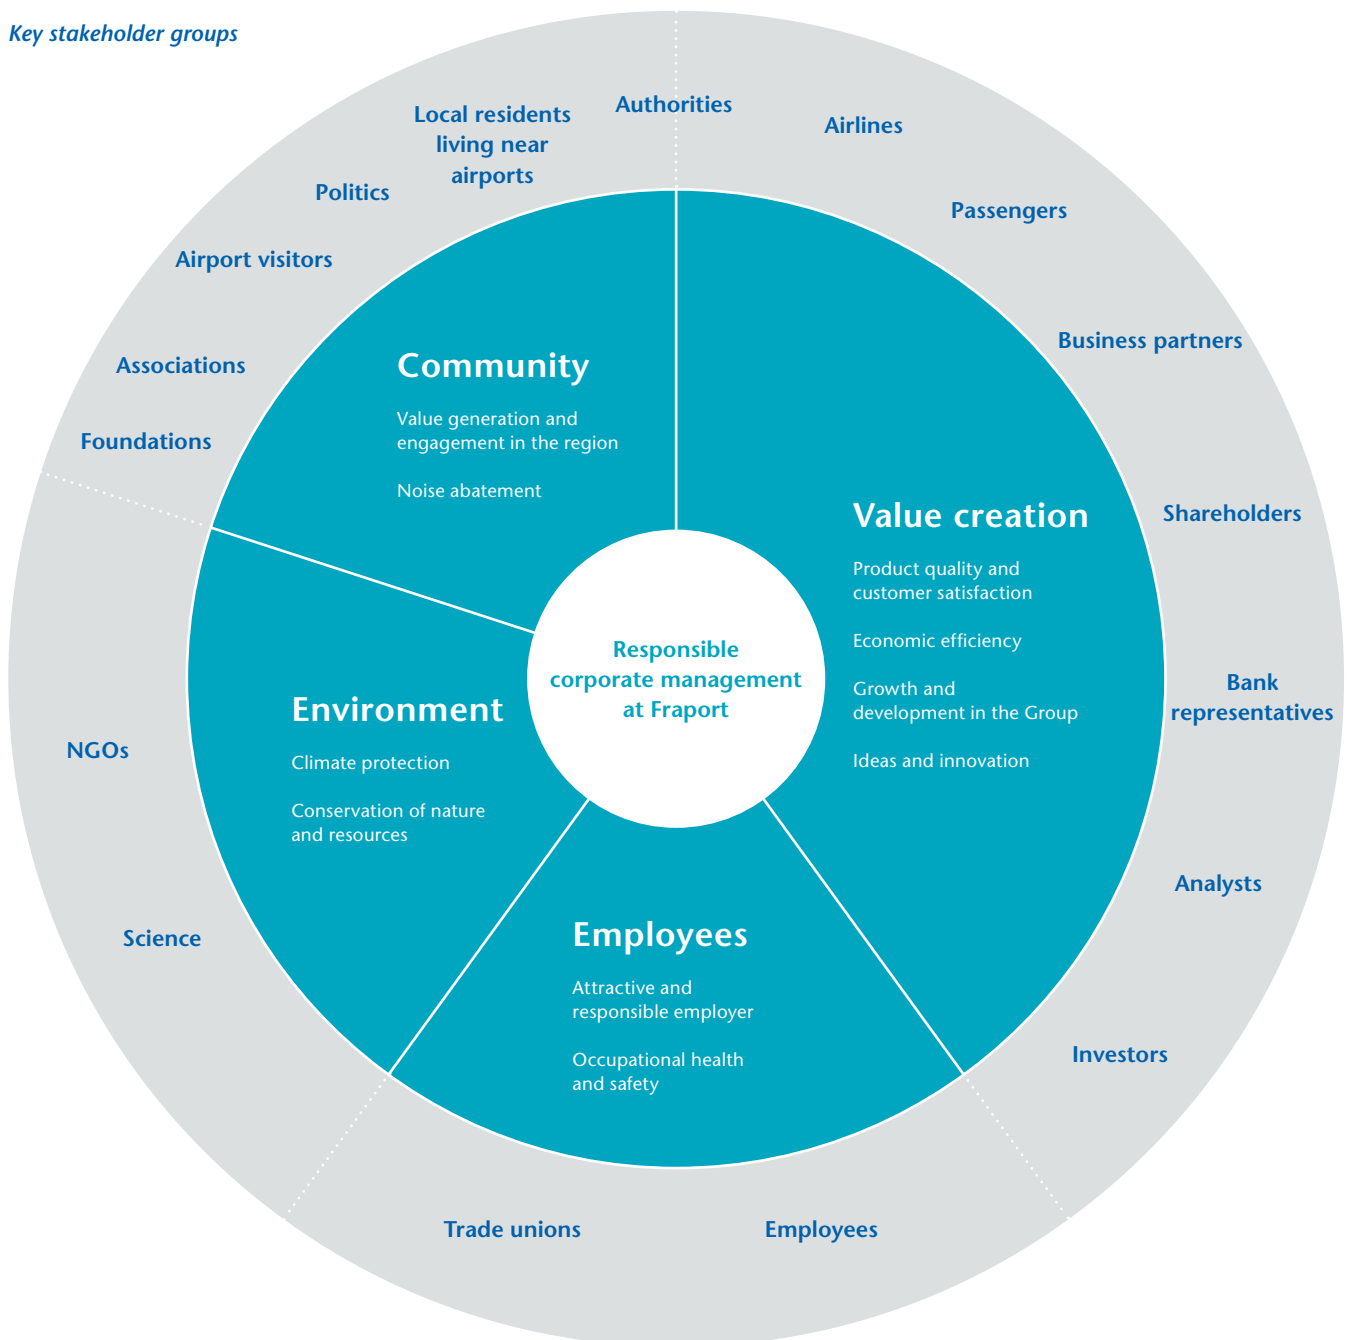 Key stakeholder groups
Authorities
Local residents
living near
airports
Politics
Airport visitors
Associations
Foundations
NGOs
Science
Trade unions
Employees
Airlines
Passengers
Business partners
Shareholders
Bank
representatives
Analysts
Investors
Community
Value generation and
engagement in the region
Noise abatement
Value creation
Product quality and
customer satisfaction
Economic efficiency
Growth and
development in the Group
Ideas and innovation
Responsible
corporate management
at Fraport
Environment
Climate protection
Conservation of nature
and resources
Employees
Attractive and
responsible employer
Occupational health
and safety